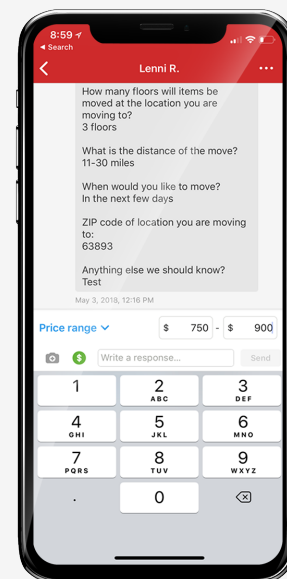 8:59
◀ Search
Lenni R.
...
How many floors will items be
moved at the location you are
moving to?
3 floors
What is the distance of the move?
11-30 miles
When would you like to move?
In the next few days
ZIP code of location you are moving
to:
63893
Anything else we should know?
Test
May 3, 2018, 12:16 PM
Price range $ 750 - $ 900
$ Write a response... Send
1 2 3
ABC DEF
4 5 6
GHI JKL MNO
7 8 9
PQRS TUV WXYZ
. 0